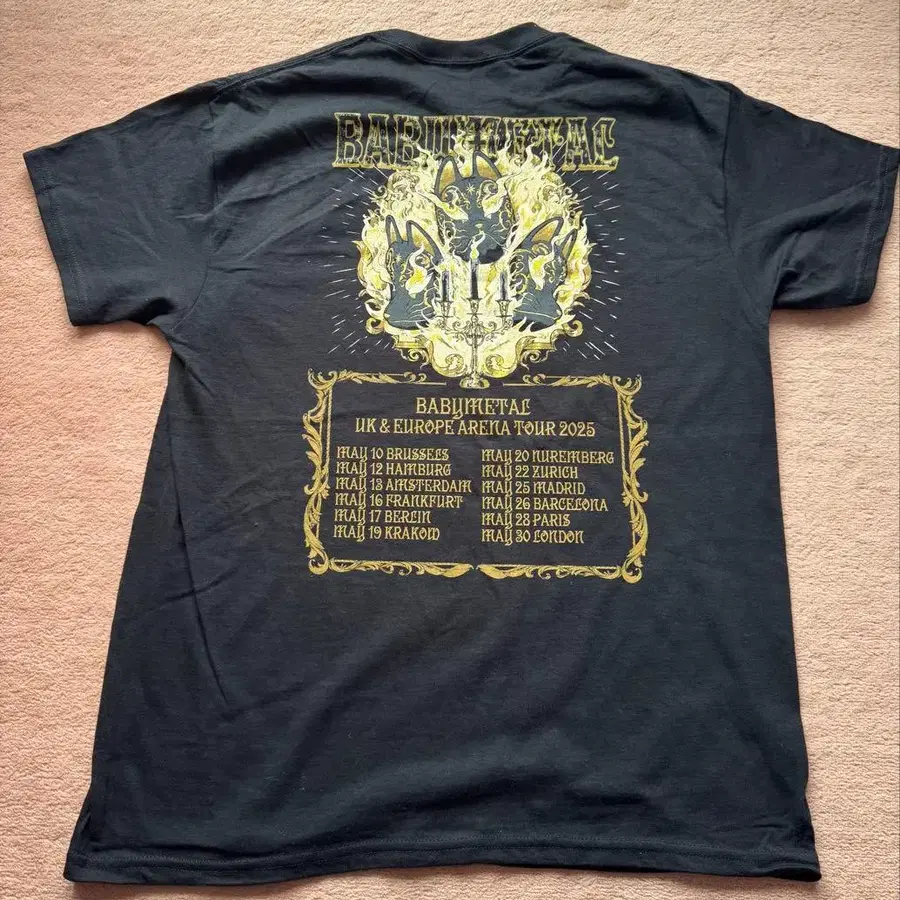 BABYMETAL
BABYMETAL
UK & EUROPE ARENA TOUR 2025
MAY 10 BRUSSELS
MAY 12 HAMBURG
MAY 13 AMSTERDAM
MAY 16 FRANKFURT
MAY 17 BERLIN
MAY 19 KRAKOW
MAY 20 NUREMBERG
MAY 22 ZURICH
MAY 25 MADRID
MAY 26 BARCELONA
MAY 28 PARIS
MAY 30 LONDON